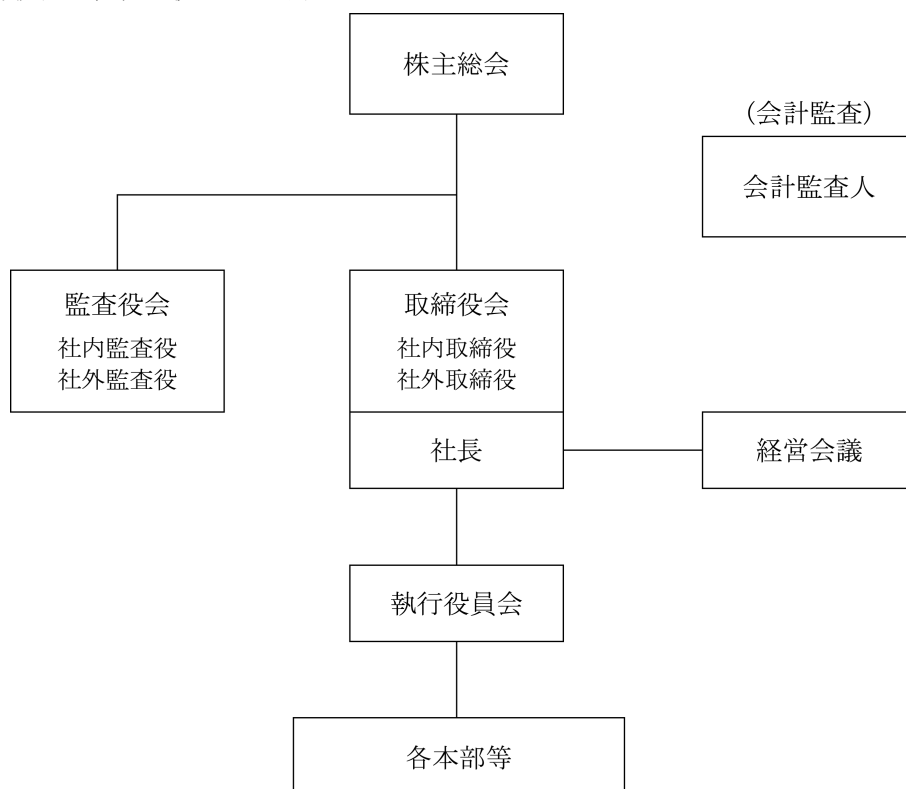 株主総会
(会計監査)
会計監査人
監査役会
社内監査役
社外監査役
取締役会
社内取締役
社外取締役
社長
経営会議
執行役員会
各本部等